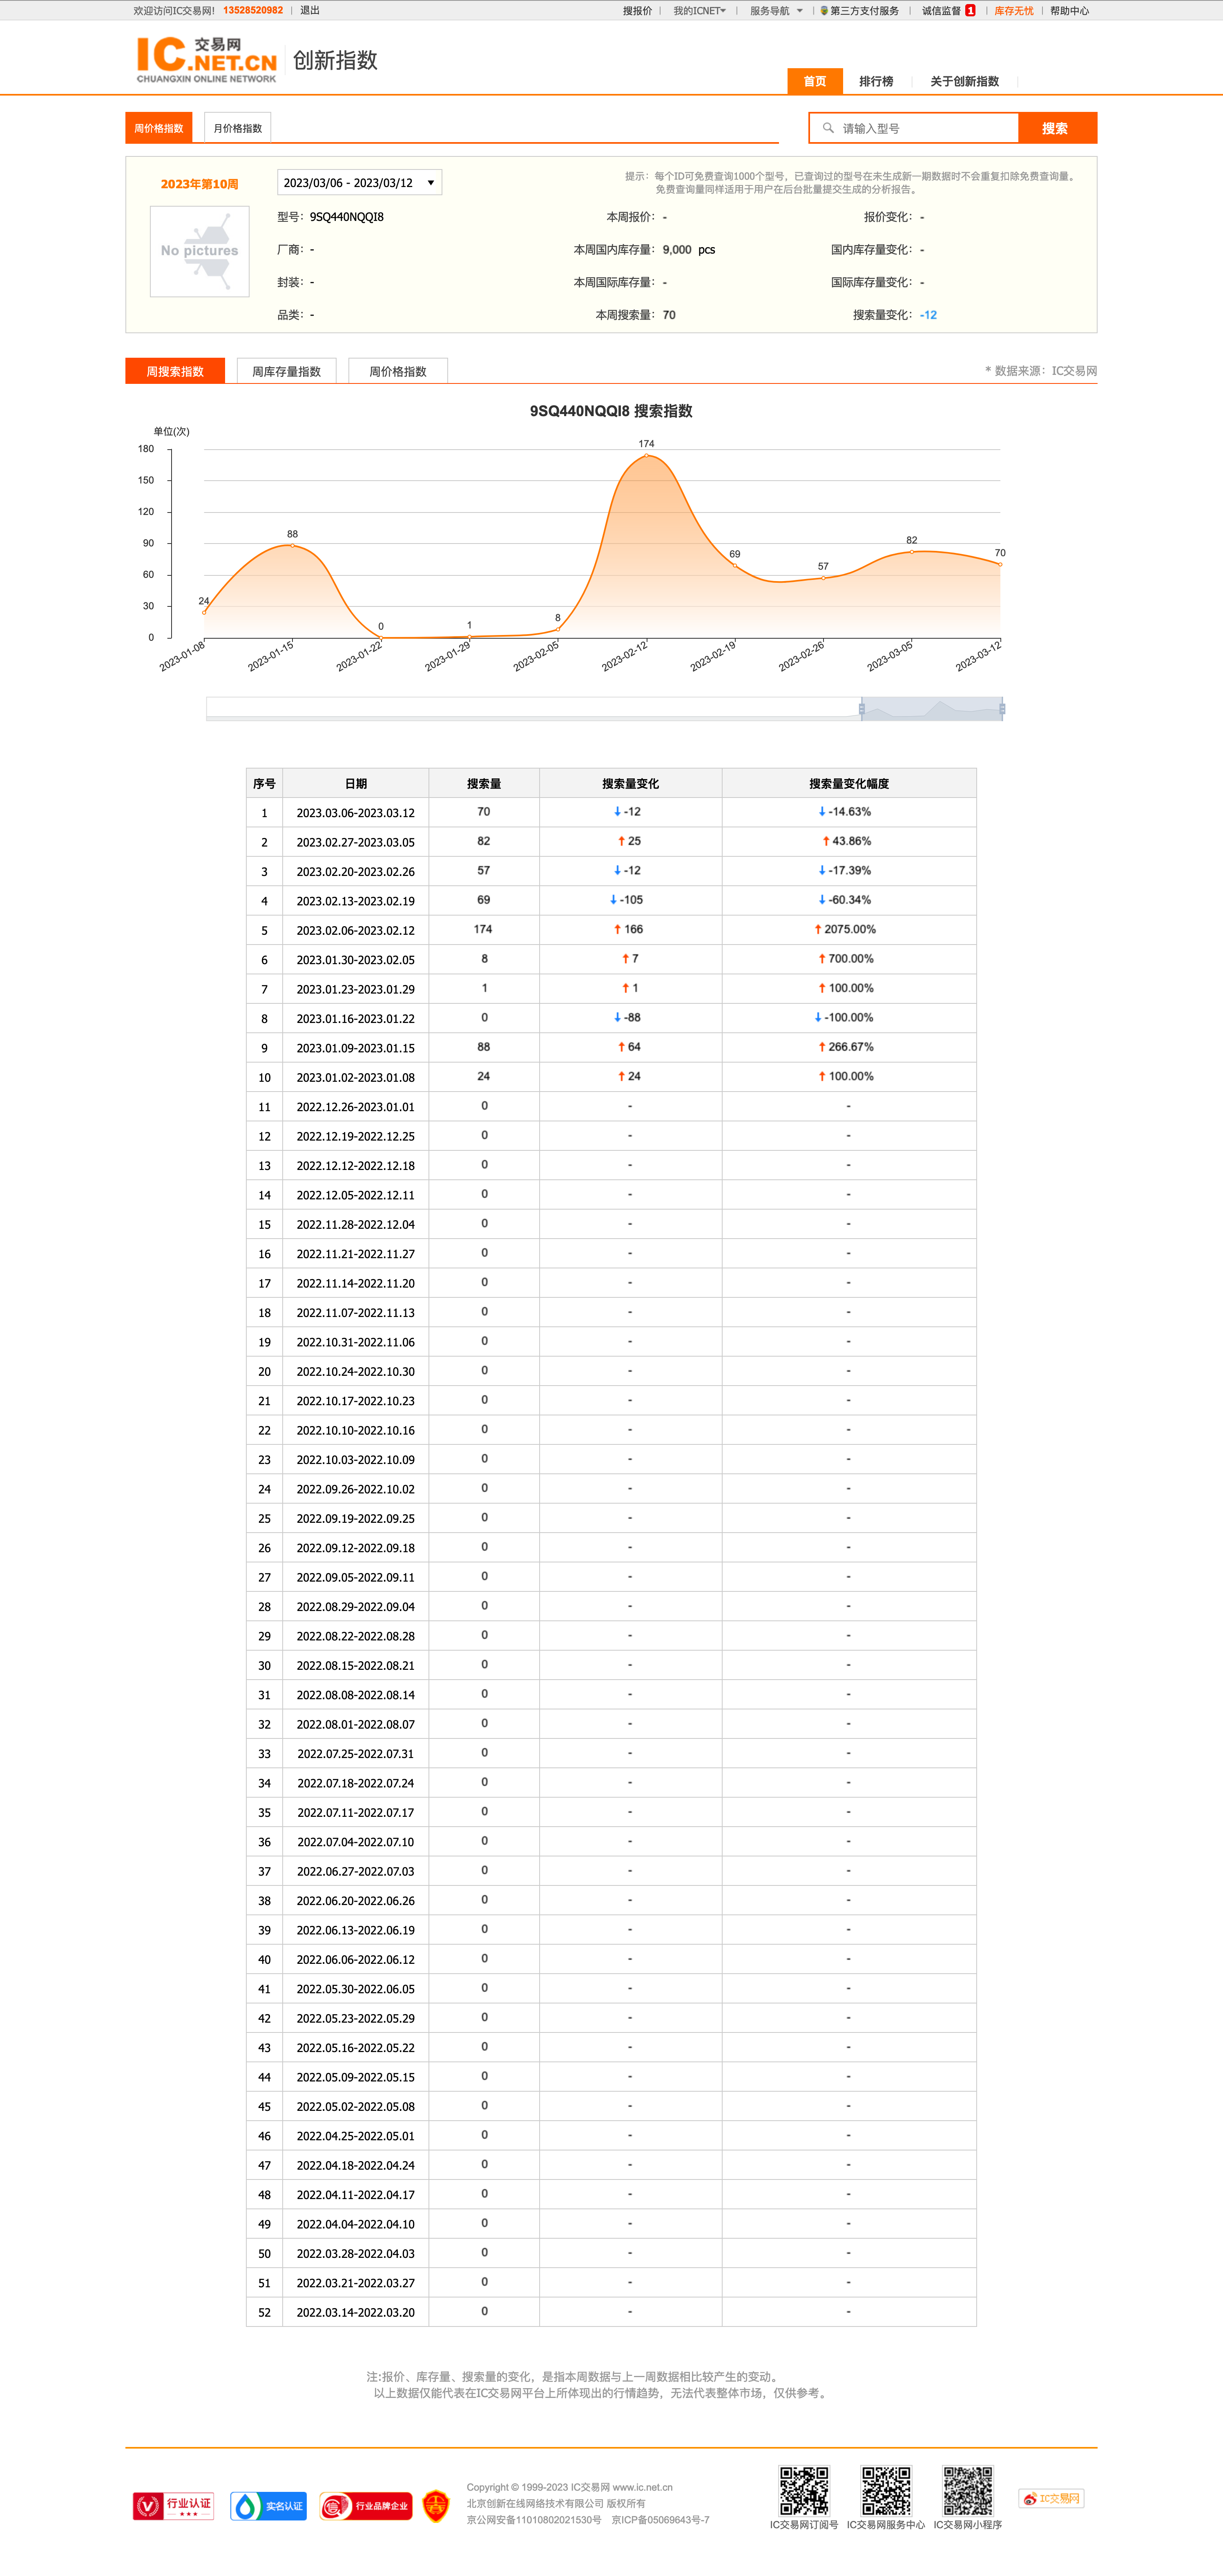 欢迎访问IC交易网! 13528520982 | 退出 搜报价 | 我的ICNET | 服务导航 | 第三方支付服务 | 诚信监督 1 | 库存无忧 | 帮助中心
IC 交易网
.NET.CN
CHUANGXIN ONLINE NETWORK
创新指数
首页 排行榜 关于创新指数
周价格指数 月价格指数 请输入型号 搜索
2023年第10周 2023/03/06 - 2023/03/12
提示：每个ID可免费查询1000个型号，已查询过的型号在未生成新一期数据时不会重复扣除免费查询量。
免费查询量同样适用于用户在后台批量提交生成的分析报告。
No pictures
型号：9SQ440NQQI8 本周报价：- 报价变化：-
厂商：- 本周国内库存量：9,000 pcs 国内库存量变化：-
封装：- 本周国际库存量：- 国际库存量变化：-
品类：- 本周搜索量：70 搜索量变化：-12
周搜索指数 周库存量指数 周价格指数 * 数据来源：IC交易网
9SQ440NQQI8 搜索指数
单位(次)
180
150
120
90
60
30
0
24 88 0 1 8 174 69 57 82 70
2023-01-08 2023-01-15 2023-01-22 2023-01-29 2023-02-05 2023-02-12 2023-02-19 2023-02-26 2023-03-05 2023-03-12
序号 日期 搜索量 搜索量变化 搜索量变化幅度
1 2023.03.06-2023.03.12 70 ↓-12 ↓-14.63%
2 2023.02.27-2023.03.05 82 ↑25 ↑43.86%
3 2023.02.20-2023.02.26 57 ↓-12 ↓-17.39%
4 2023.02.13-2023.02.19 69 ↓-105 ↓-60.34%
5 2023.02.06-2023.02.12 174 ↑166 ↑2075.00%
6 2023.01.30-2023.02.05 8 ↑7 ↑700.00%
7 2023.01.23-2023.01.29 1 ↑1 ↑100.00%
8 2023.01.16-2023.01.22 0 ↓-88 ↓-100.00%
9 2023.01.09-2023.01.15 88 ↑64 ↑266.67%
10 2023.01.02-2023.01.08 24 ↑24 ↑100.00%
11 2022.12.26-2023.01.01 0 - -
12 2022.12.19-2022.12.25 0 - -
13 2022.12.12-2022.12.18 0 - -
14 2022.12.05-2022.12.11 0 - -
15 2022.11.28-2022.12.04 0 - -
16 2022.11.21-2022.11.27 0 - -
17 2022.11.14-2022.11.20 0 - -
18 2022.11.07-2022.11.13 0 - -
19 2022.10.31-2022.11.06 0 - -
20 2022.10.24-2022.10.30 0 - -
21 2022.10.17-2022.10.23 0 - -
22 2022.10.10-2022.10.16 0 - -
23 2022.10.03-2022.10.09 0 - -
24 2022.09.26-2022.10.02 0 - -
25 2022.09.19-2022.09.25 0 - -
26 2022.09.12-2022.09.18 0 - -
27 2022.09.05-2022.09.11 0 - -
28 2022.08.29-2022.09.04 0 - -
29 2022.08.22-2022.08.28 0 - -
30 2022.08.15-2022.08.21 0 - -
31 2022.08.08-2022.08.14 0 - -
32 2022.08.01-2022.08.07 0 - -
33 2022.07.25-2022.07.31 0 - -
34 2022.07.18-2022.07.24 0 - -
35 2022.07.11-2022.07.17 0 - -
36 2022.07.04-2022.07.10 0 - -
37 2022.06.27-2022.07.03 0 - -
38 2022.06.20-2022.06.26 0 - -
39 2022.06.13-2022.06.19 0 - -
40 2022.06.06-2022.06.12 0 - -
41 2022.05.30-2022.06.05 0 - -
42 2022.05.23-2022.05.29 0 - -
43 2022.05.16-2022.05.22 0 - -
44 2022.05.09-2022.05.15 0 - -
45 2022.05.02-2022.05.08 0 - -
46 2022.04.25-2022.05.01 0 - -
47 2022.04.18-2022.04.24 0 - -
48 2022.04.11-2022.04.17 0 - -
49 2022.04.04-2022.04.10 0 - -
50 2022.03.28-2022.04.03 0 - -
51 2022.03.21-2022.03.27 0 - -
52 2022.03.14-2022.03.20 0 - -
注:报价、库存量、搜索量的变化，是指本周数据与上一周数据相比较产生的变动。
以上数据仅能代表在IC交易网平台上所体现出的行情趋势，无法代表整体市场，仅供参考。
行业认证 实名认证 行业品牌企业
Copyright © 1999-2023 IC交易网 www.ic.net.cn
北京创新在线网络技术有限公司 版权所有
京公网安备11010802021530号 京ICP备05069643号-7
IC交易网订阅号 IC交易网服务中心 IC交易网小程序
IC交易网